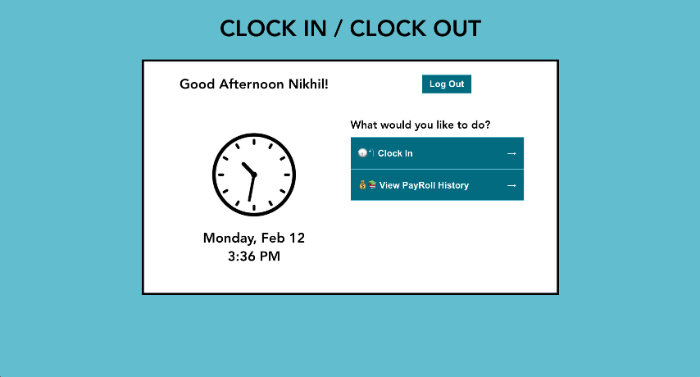 CLOCK IN / CLOCK OUT
Good Afternoon Nikhil!
Log Out
What would you like to do?
Clock In →
View PayRoll History →
Monday, Feb 12
3:36 PM